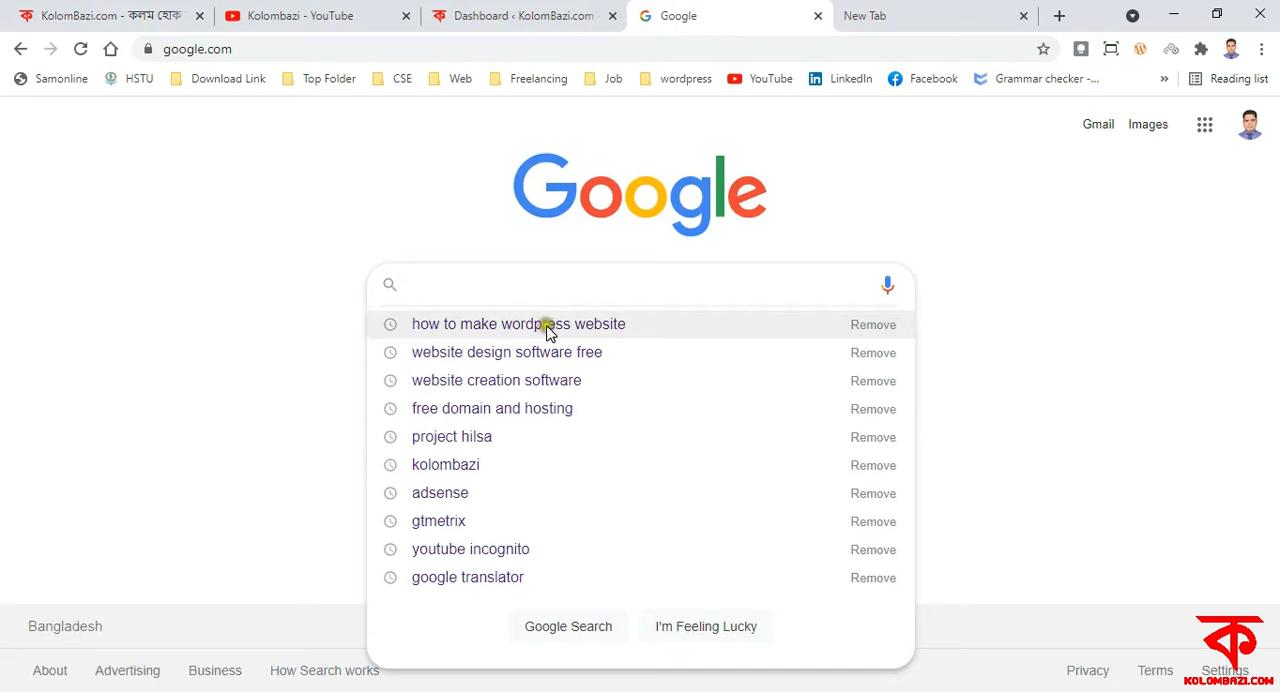 KolomBazi.com - কলম হোক
Kolombazi - YouTube
Dashboard ‹ KolomBazi.com -
Google
New Tab
google.com
Samonline
HSTU
Download Link
Top Folder
CSE
Web
Freelancing
Job
wordpress
YouTube
LinkedIn
Facebook
Grammar checker -...
»
Reading list
Gmail
Images
Google
how to make wordpress website
Remove
website design software free
Remove
website creation software
Remove
free domain and hosting
Remove
project hilsa
Remove
kolombazi
Remove
adsense
Remove
gtmetrix
Remove
youtube incognito
Remove
google translator
Remove
Google Search
I'm Feeling Lucky
Bangladesh
About
Advertising
Business
How Search works
Privacy
Terms
Settings
ক
KOLOMBAZI.COM